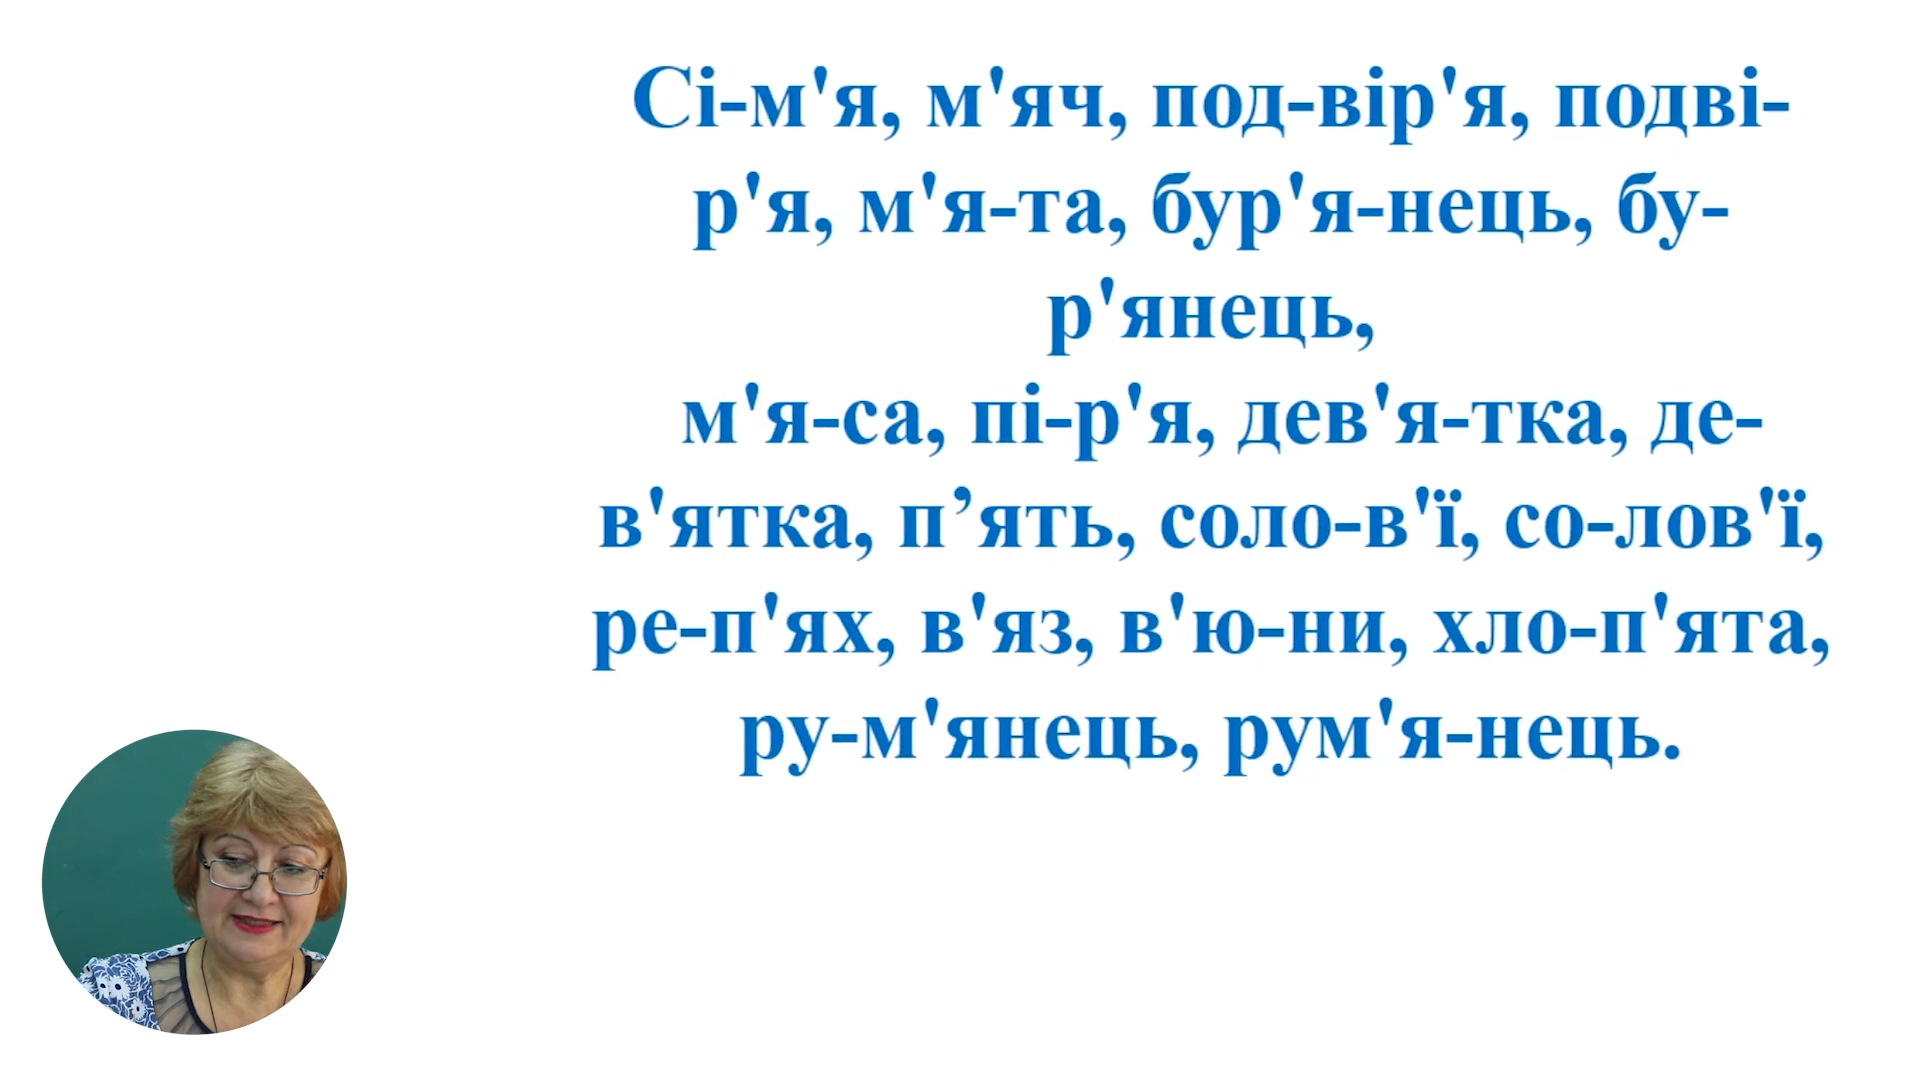 Сі-м'я, м'яч, под-вір'я, подві-
р'я, м'я-та, бур'я-нець, бу-
р'янець,
м'я-са, пі-р'я, дев'я-тка, де-
в'ятка, п’ять, соло-в'ї, со-лов'ї,
ре-п'ях, в'яз, в'ю-ни, хло-п'ята,
ру-м'янець, рум'я-нець.